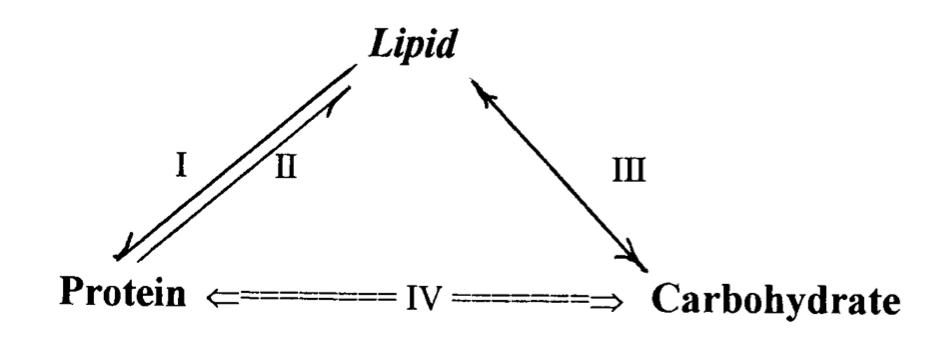 Lipid
I II III
Protein IV Carbohydrate